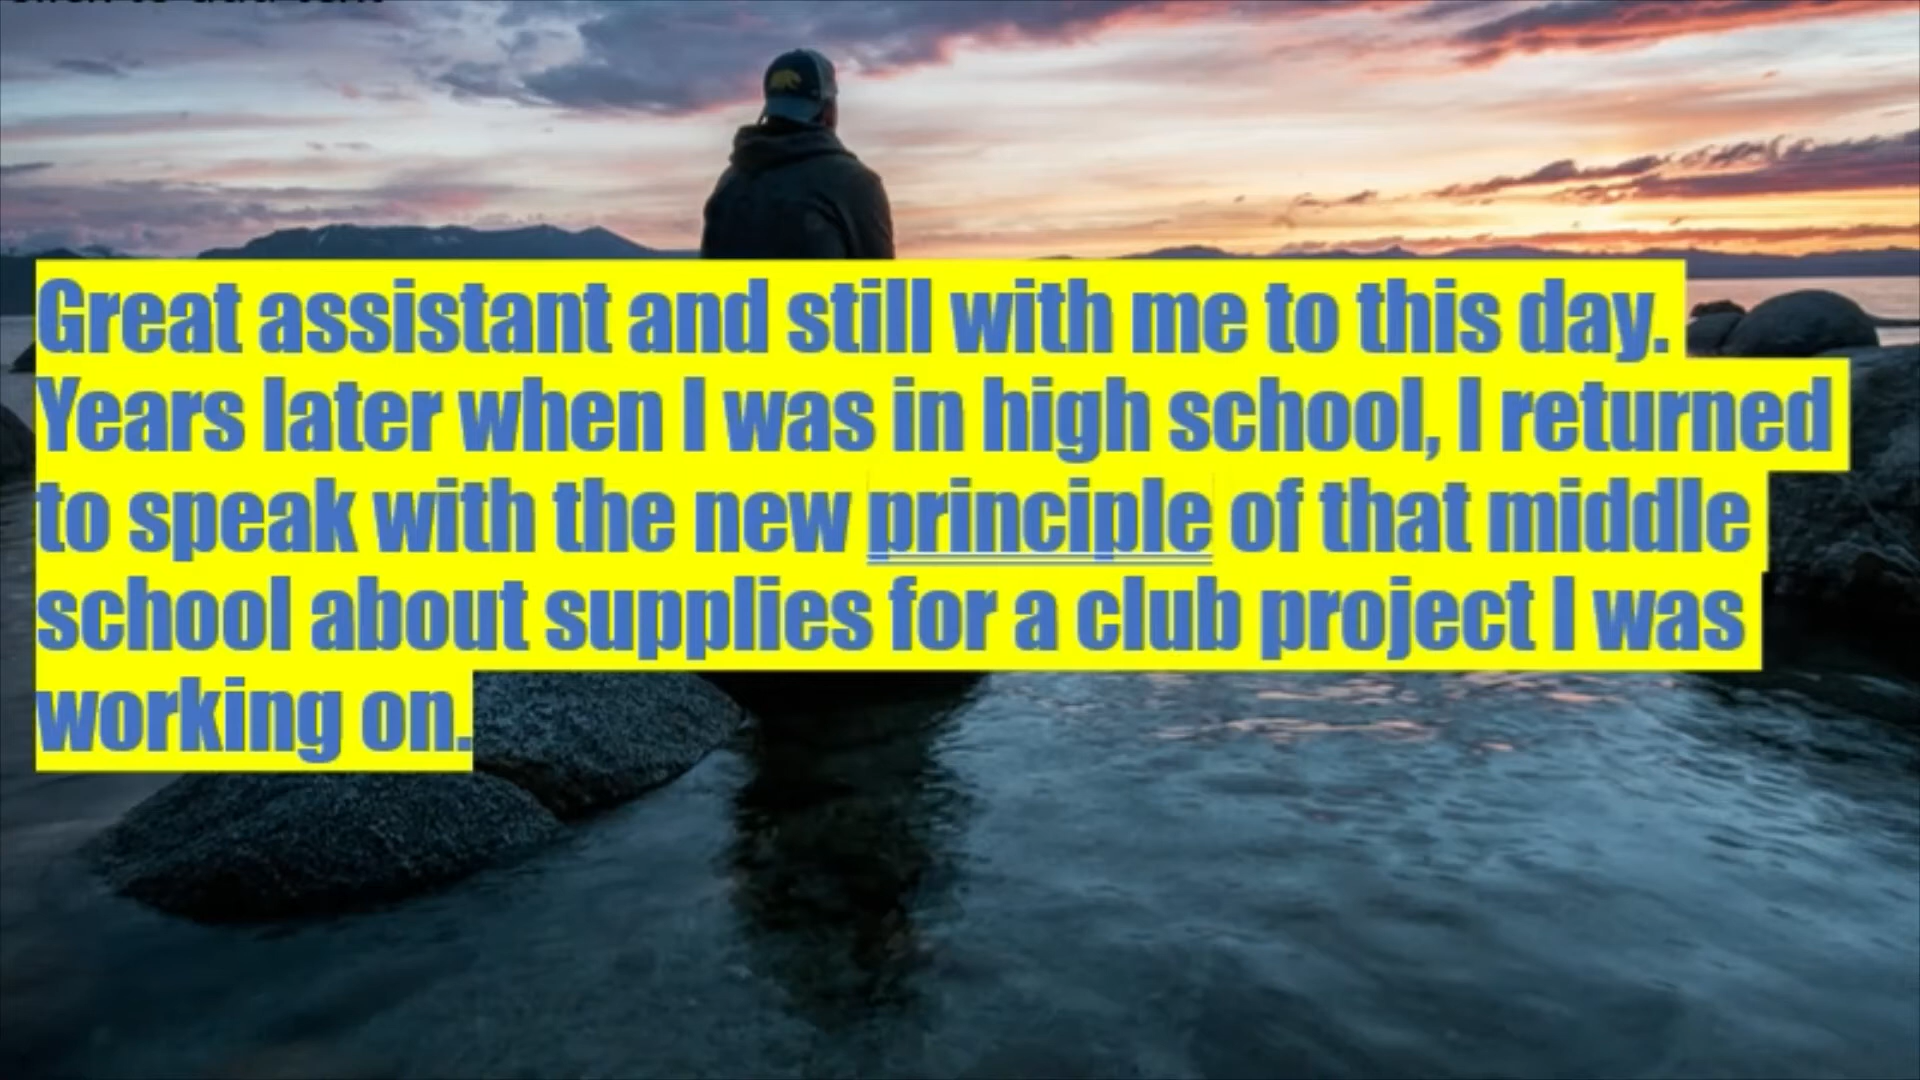 Great assistant and still with me to this day.
Years later when I was in high school, I returned
to speak with the new principle of that middle
school about supplies for a club project I was
working on.